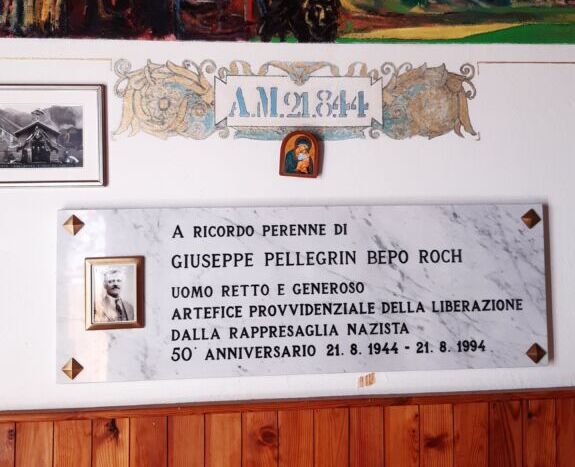 A.M.21.8.44
A RICORDO PERENNE DI
GIUSEPPE PELLEGRIN BEPO ROCH
UOMO RETTO E GENEROSO
ARTEFICE PROVVIDENZIALE DELLA LIBERAZIONE
DALLA RAPPRESAGLIA NAZISTA
50° ANNIVERSARIO 21. 8. 1944 - 21. 8. 1994